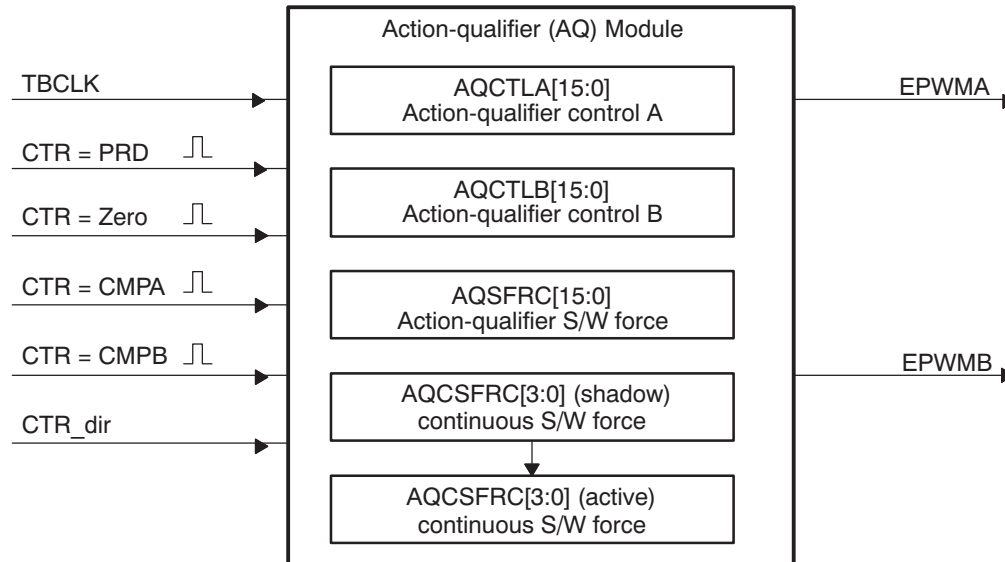 Action-qualifier (AQ) Module
TBCLK
CTR = PRD
CTR = Zero
CTR = CMPA
CTR = CMPB
CTR_dir
AQCTLA[15:0]
Action-qualifier control A
AQCTLB[15:0]
Action-qualifier control B
AQSFRC[15:0]
Action-qualifier S/W force
AQCSFRC[3:0] (shadow)
continuous S/W force
AQCSFRC[3:0] (active)
continuous S/W force
EPWMA
EPWMB